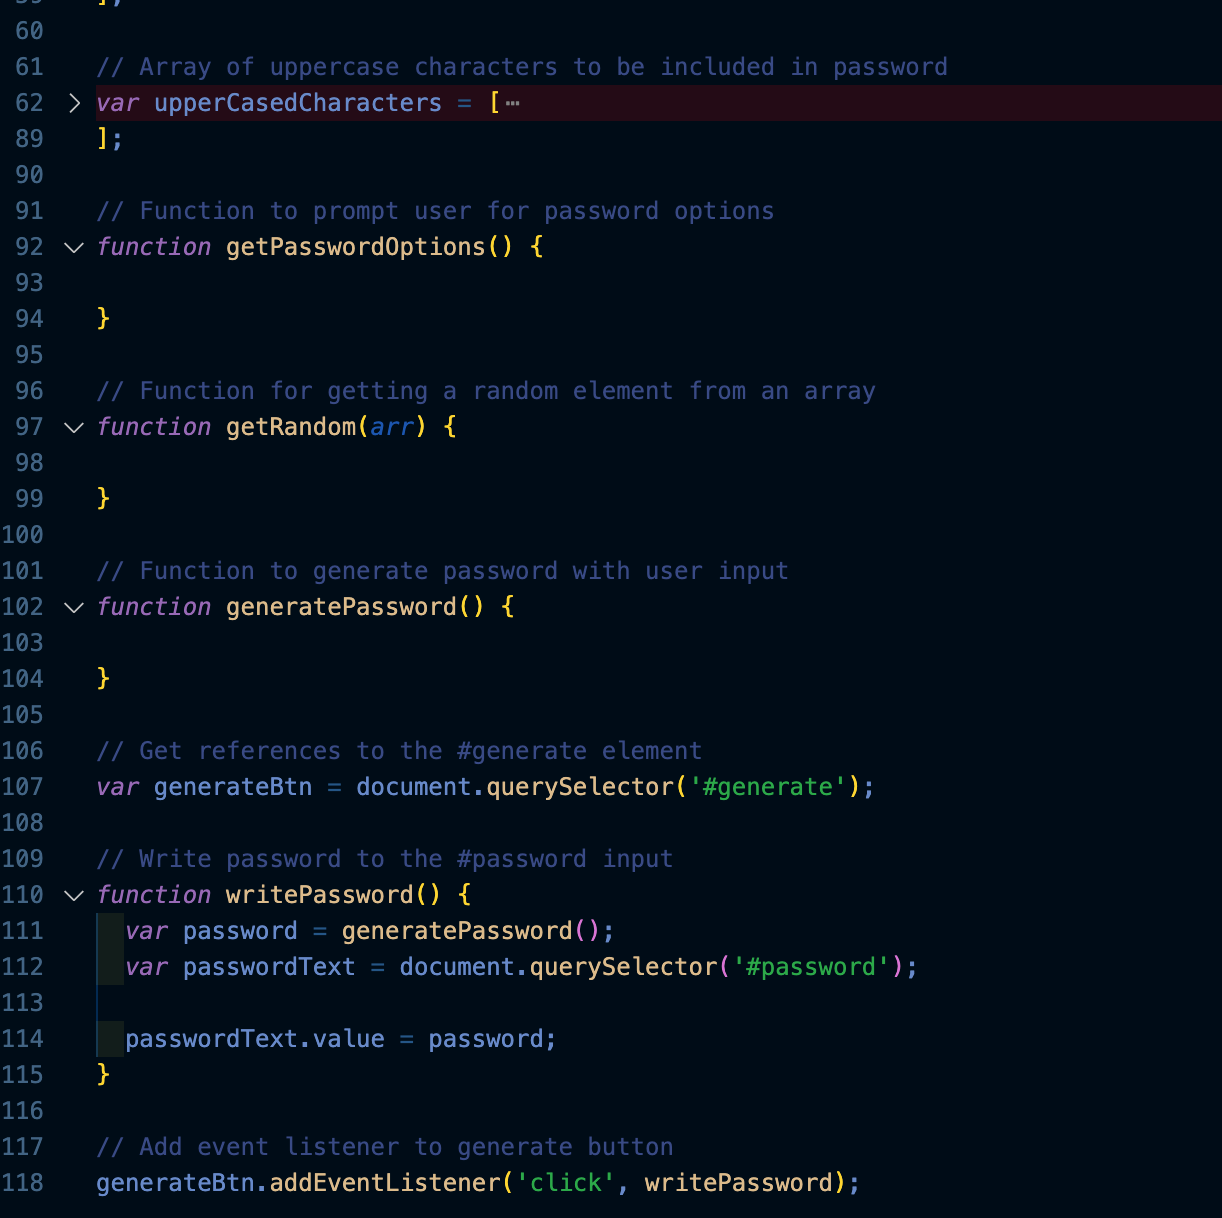 60
61 // Array of uppercase characters to be included in password
62 var upperCasedCharacters = [⋯
89 ];
90
91 // Function to prompt user for password options
92 function getPasswordOptions() {
93
94 }
95
96 // Function for getting a random element from an array
97 function getRandom(arr) {
98
99 }
100
101 // Function to generate password with user input
102 function generatePassword() {
103
104 }
105
106 // Get references to the #generate element
107 var generateBtn = document.querySelector('#generate');
108
109 // Write password to the #password input
110 function writePassword() {
111 var password = generatePassword();
112 var passwordText = document.querySelector('#password');
113
114 passwordText.value = password;
115 }
116
117 // Add event listener to generate button
118 generateBtn.addEventListener('click', writePassword);